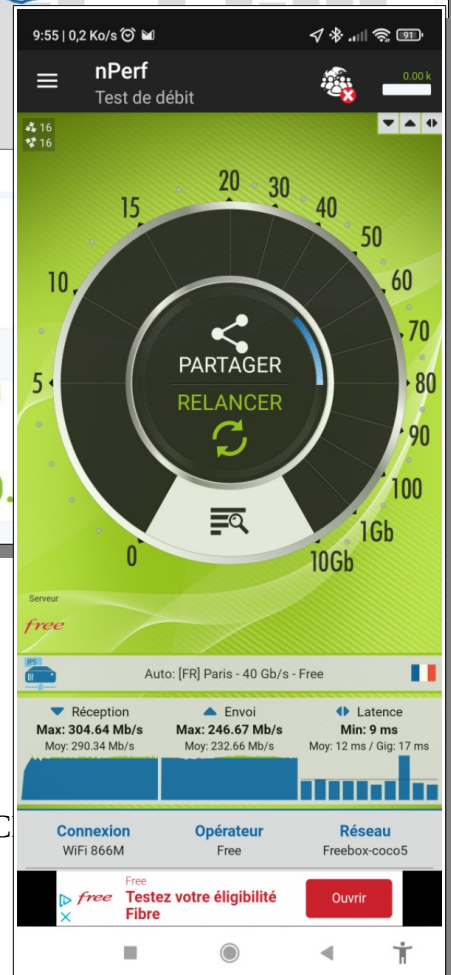 9:55 | 0,2 Ko/s
91
nPerf
Test de débit
0.00 k
16
16
0
5
10
15
20
30
40
50
60
70
80
90
100
1Gb
10Gb
PARTAGER
RELANCER
Serveur
free
IPS
Auto: [FR] Paris - 40 Gb/s - Free
Réception
Max: 304.64 Mb/s
Moy: 290.34 Mb/s
Envoi
Max: 246.67 Mb/s
Moy: 232.66 Mb/s
Latence
Min: 9 ms
Moy: 12 ms / Gig: 17 ms
Connexion
WiFi 866M
Opérateur
Free
Réseau
Freebox-coco5
free
Free
Testez votre éligibilité
Fibre
Ouvrir